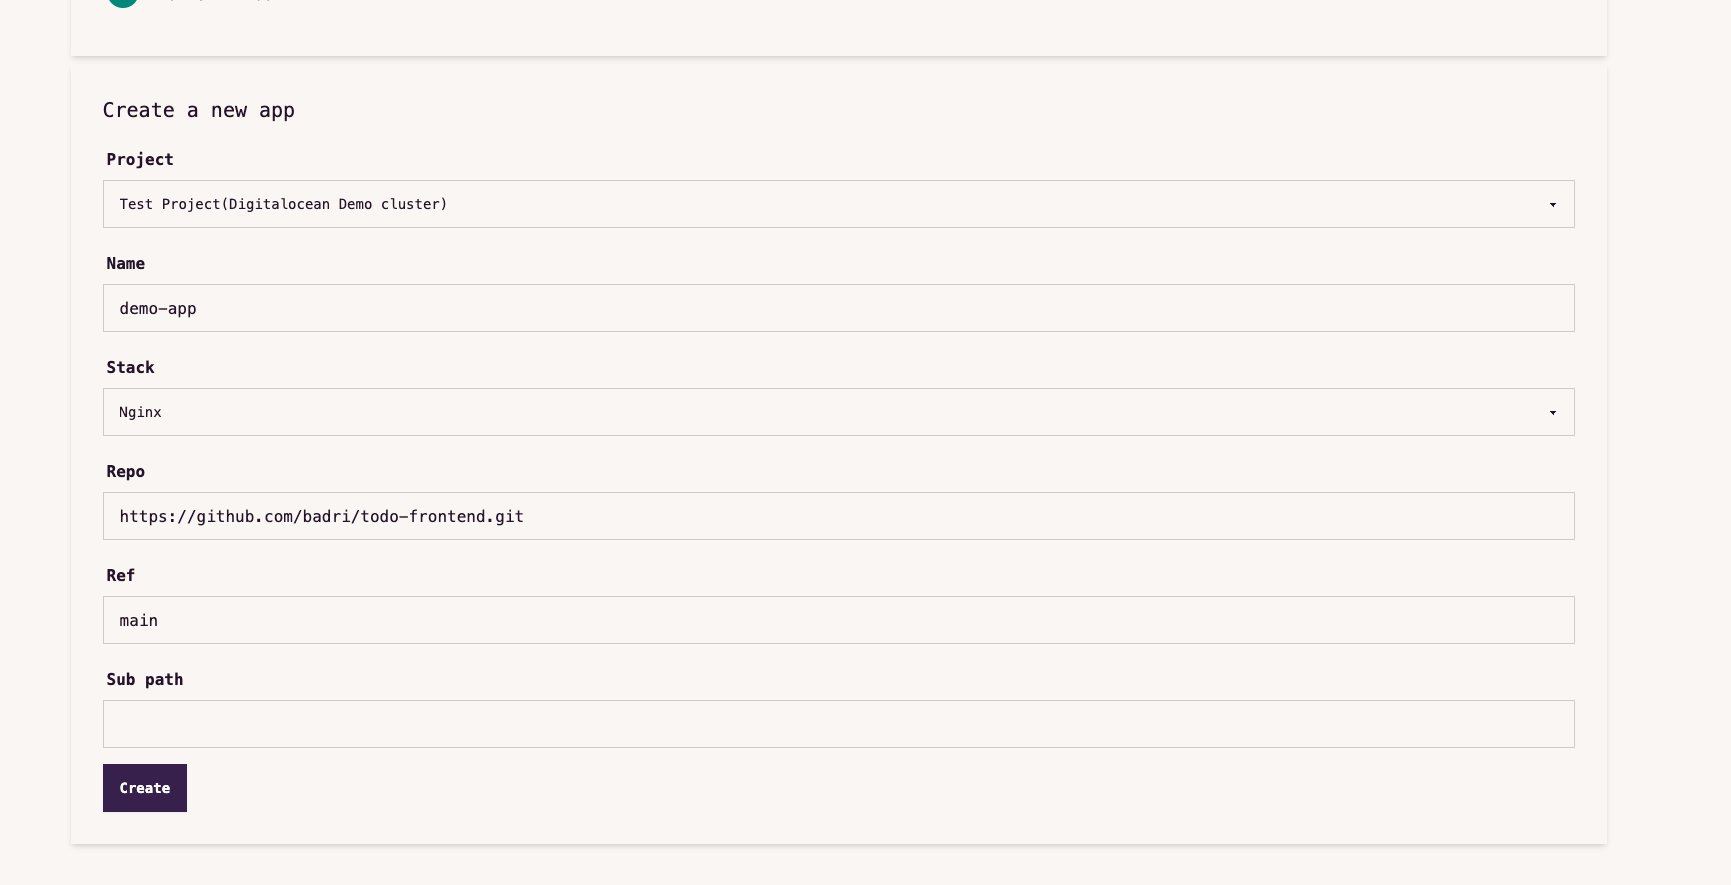 Create a new app
Project
Test Project(Digitalocean Demo cluster)
Name
demo-app
Stack
Nginx
Repo
https://github.com/badri/todo-frontend.git
Ref
main
Sub path
Create